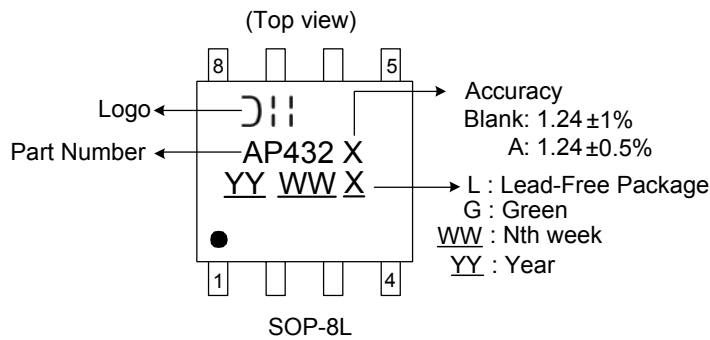 (Top view)
8 5
Logo
Part Number
AP432 X
YY WW X
Accuracy
Blank: 1.24 ±1%
A: 1.24 ±0.5%
L : Lead-Free Package
G : Green
WW : Nth week
YY : Year
1 4
SOP-8L